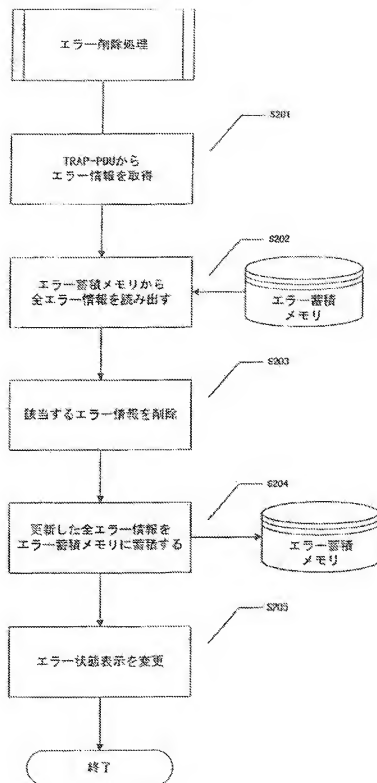 エラー削除処理
S201
TRAP-PDUから
エラー情報を取得
S202
エラー蓄積メモリから
全エラー情報を読み出す
エラー蓄積
メモリ
S203
該当するエラー情報を削除
S204
更新した全エラー情報を
エラー蓄積メモリに蓄積する
エラー蓄積
メモリ
S205
エラー状態表示を変更
終了